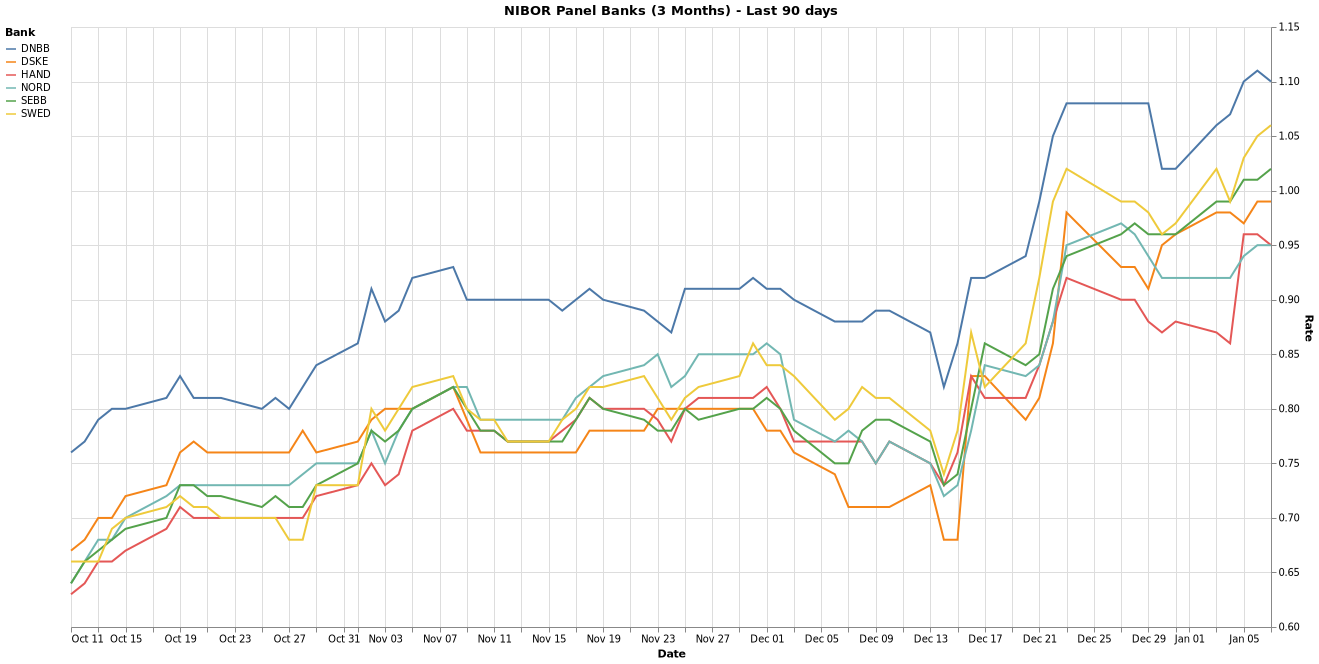 NIBOR Panel Banks (3 Months) - Last 90 days
Bank
DNBB
DSKE
HAND
NORD
SEBB
SWED
1.15
1.10
1.05
1.00
0.95
0.90
0.85
0.80
0.75
0.70
0.65
0.60
Rate
Oct 11 Oct 15 Oct 19 Oct 23 Oct 27 Oct 31 Nov 03 Nov 07 Nov 11 Nov 15 Nov 19 Nov 23 Nov 27 Dec 01 Dec 05 Dec 09 Dec 13 Dec 17 Dec 21 Dec 25 Dec 29 Jan 01 Jan 05
Date